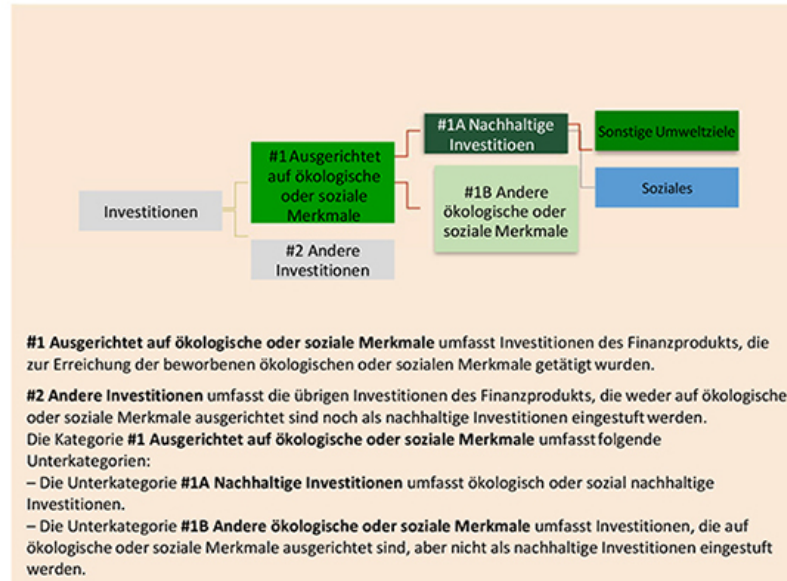 #1A Nachhaltige
Investitioen
Sonstige Umweltziele
#1 Ausgerichtet
auf ökologische
oder soziale
Merkmale
Soziales
#1B Andere
ökologische oder
soziale Merkmale
Investitionen
#2 Andere
Investitionen
#1 Ausgerichtet auf ökologische oder soziale Merkmale umfasst Investitionen des Finanzprodukts, die
zur Erreichung der beworbenen ökologischen oder sozialen Merkmale getätigt wurden.
#2 Andere Investitionen umfasst die übrigen Investitionen des Finanzprodukts, die weder auf ökologische
oder soziale Merkmale ausgerichtet sind noch als nachhaltige Investitionen eingestuft werden.
Die Kategorie #1 Ausgerichtet auf ökologische oder soziale Merkmale umfasst folgende
Unterkategorien:
– Die Unterkategorie #1A Nachhaltige Investitionen umfasst ökologisch oder sozial nachhaltige
Investitionen.
– Die Unterkategorie #1B Andere ökologische oder soziale Merkmale umfasst Investitionen, die auf
ökologische oder soziale Merkmale ausgerichtet sind, aber nicht als nachhaltige Investitionen eingestuft
werden.